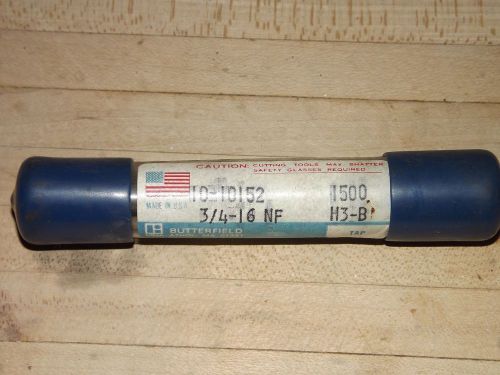 CAUTION: CUTTING TOOLS MAY SHATTER
SAFETY GLASSES REQUIRED
10-10152 1500
MADE IN U.S.A.
3/4-16 NF H3-B
BUTTERFIELD
TAP